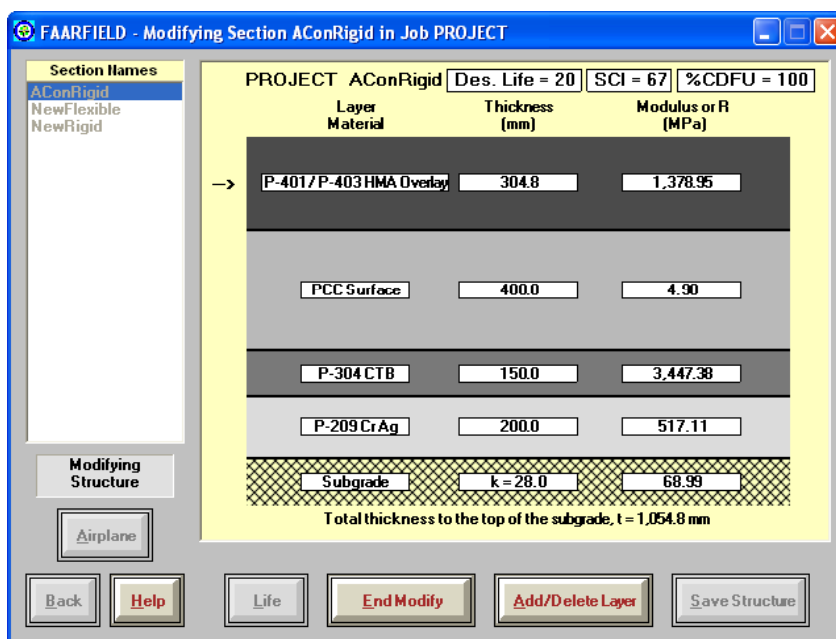 FAARFIELD - Modifying Section AConRigid in Job PROJECT
Section Names
AConRigid
NewFlexible
NewRigid
PROJECT AConRigid Des. Life = 20 SCI = 67 %CDFU = 100
Layer Material Thickness (mm) Modulus or R (MPa)
--> P-401/ P-403 HMA Overlay 304.8 1,378.95
PCC Surface 400.0 4.90
P-304 CTB 150.0 3,447.38
P-209 CrAg 200.0 517.11
Subgrade k = 28.0 68.99
Total thickness to the top of the subgrade, t = 1,054.8 mm
Modifying
Structure
Airplane
Back Help Life End Modify Add/Delete Layer Save Structure